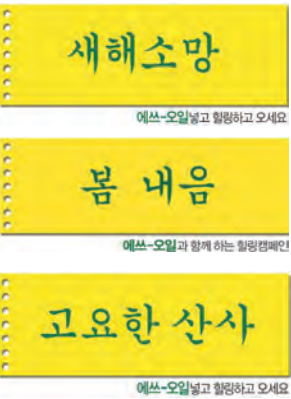 새해소망
에쓰-오일넣고 힐링하고 오세요
봄 내음
에쓰-오일과 함께 하는 힐링캠페인
고요한 산사
에쓰-오일넣고 힐링하고 오세요